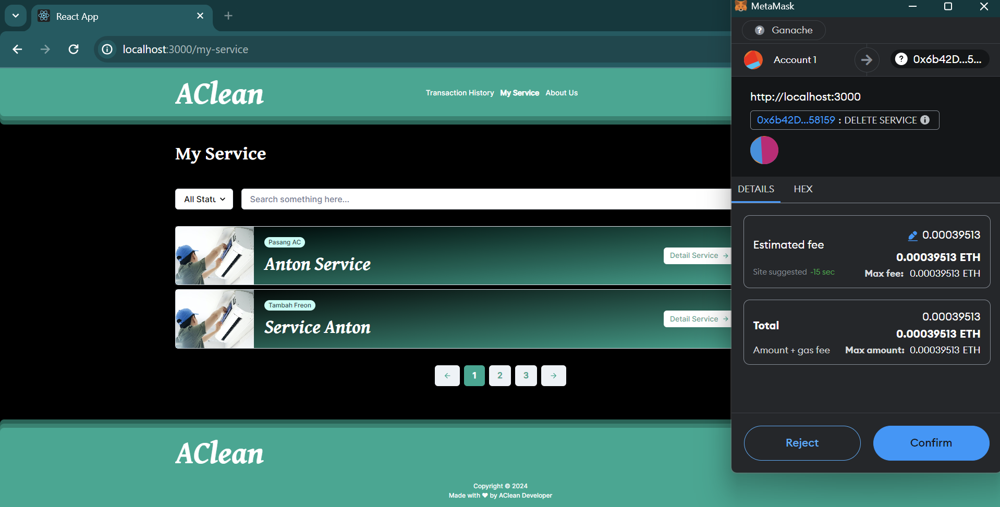 React App
localhost:3000/my-service
AClean
Transaction History My Service About Us
My Service
All Statu
Search something here...
Pasang AC
Anton Service
Detail Service →
Tambah Freon
Service Anton
Detail Service →
← 1 2 3 →
AClean
Copyright © 2024
Made with ❤ by AClean Developer
MetaMask
? Ganache
Account 1
? 0x6b42D...5...
http://localhost:3000
0x6b42D...58159 : DELETE SERVICE
DETAILS HEX
0.00039513
Estimated fee
0.00039513 ETH
Site suggested ~15 sec Max fee: 0.00039513 ETH
0.00039513
Total
0.00039513 ETH
Amount + gas fee Max amount: 0.00039513 ETH
Reject Confirm